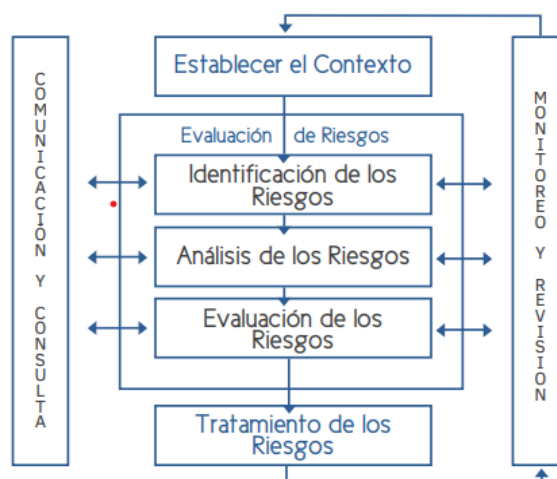 Establecer el Contexto
COMUNICACIÓN Y CONSULTA
Evaluación de Riesgos
Identificación de los
Riesgos
Análisis de los Riesgos
Evaluación de los
Riesgos
Tratamiento de los
Riesgos
MONITOREO Y REVISIÓN